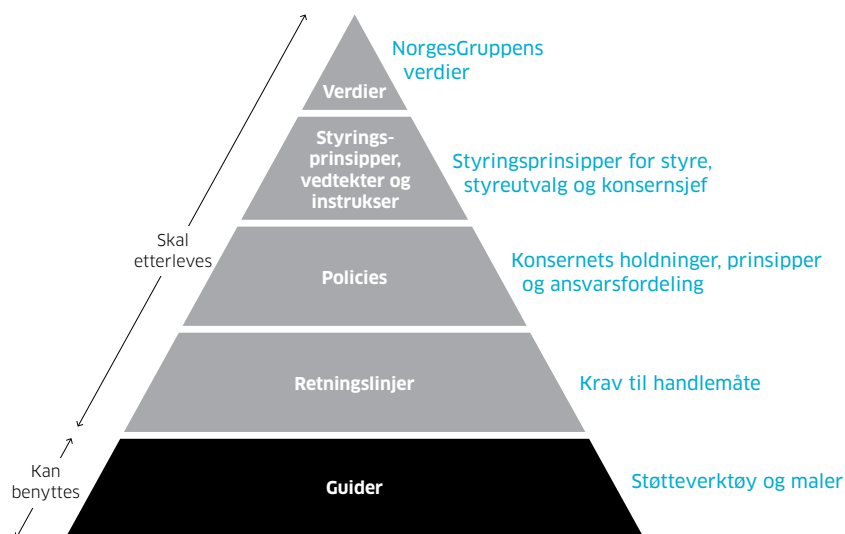 NorgesGruppens
verdier
Verdier
Styrings-
prinsipper,
vedtekter og
instrukser
Styringsprinsipper for styre,
styreutvalg og konsernsjef
Skal
etterleves
Policies
Konsernets holdninger, prinsipper
og ansvarsfordeling
Retningslinjer
Krav til handlemåte
Kan
benyttes
Guider
Støtteverktøy og maler